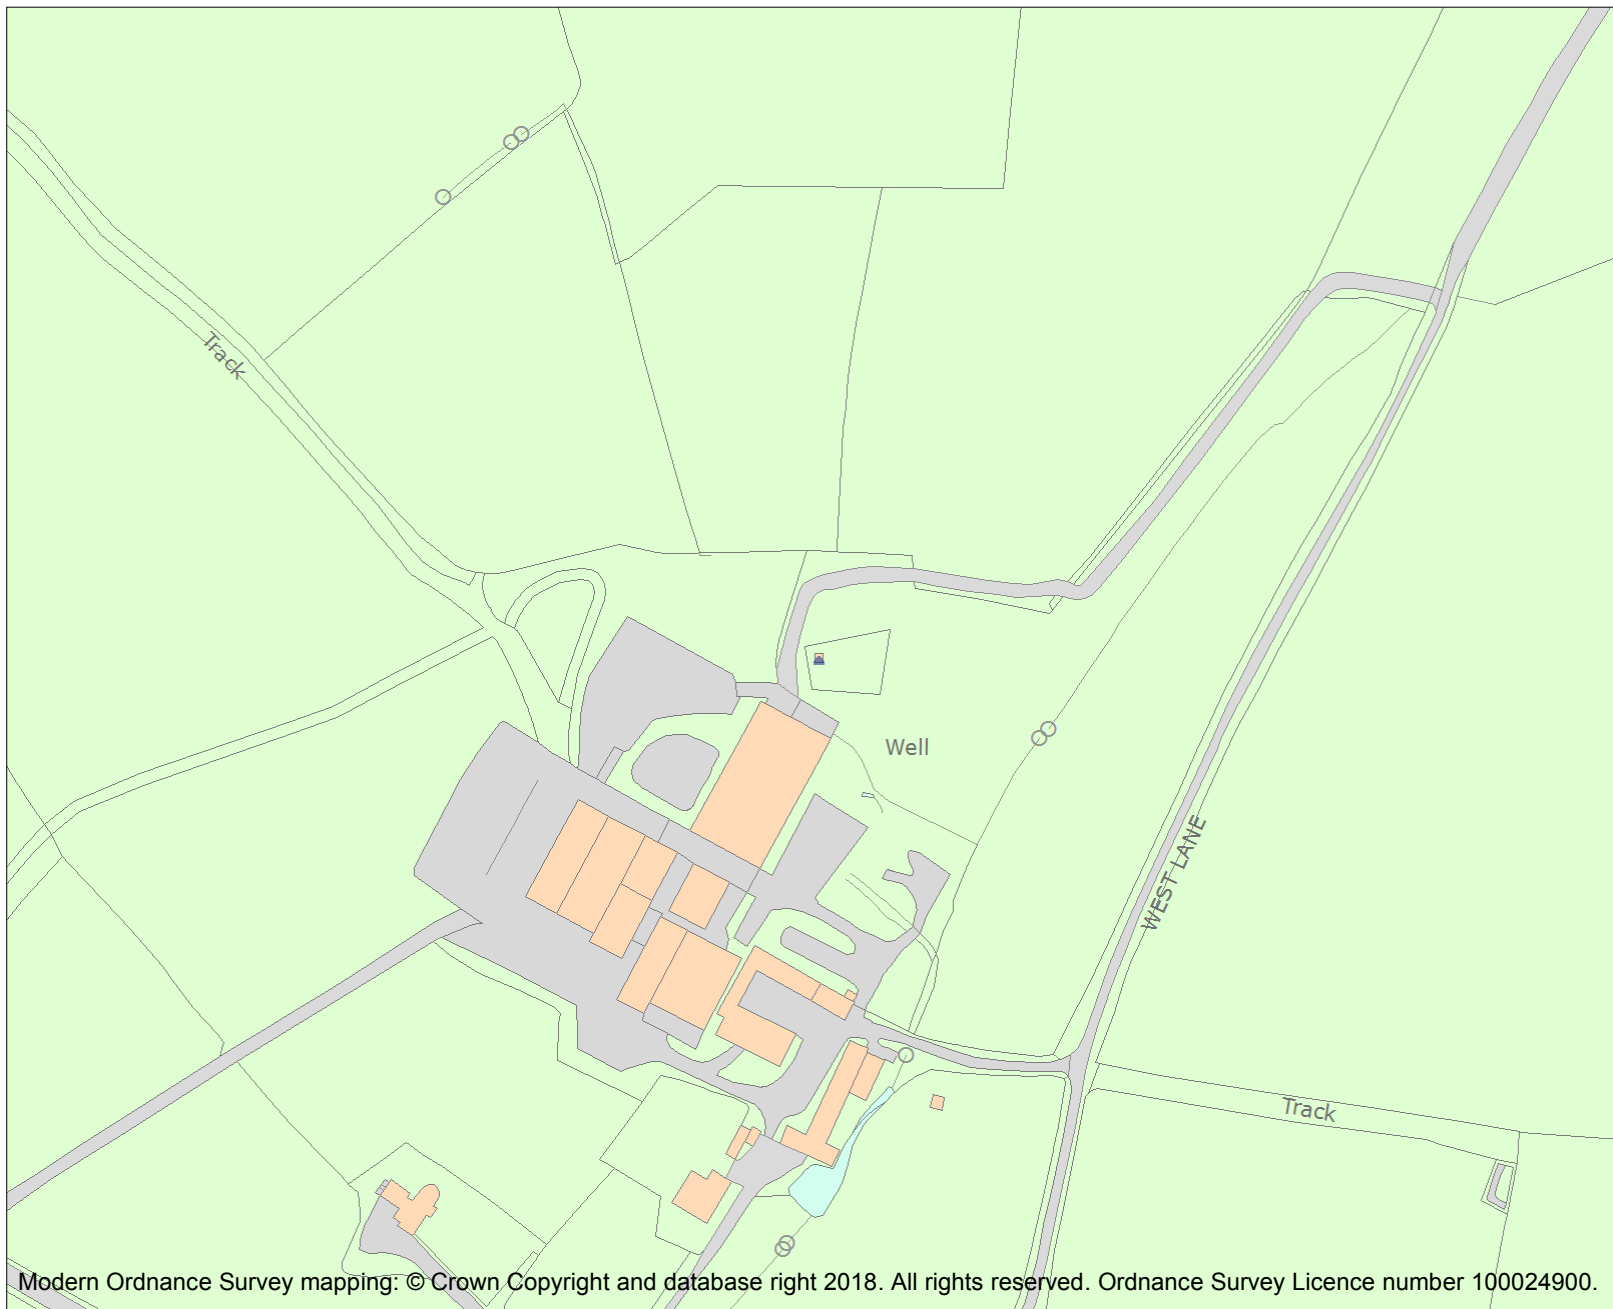 Track
Well
WEST LANE
Track
Modern Ordnance Survey mapping: © Crown Copyright and database right 2018. All rights reserved. Ordnance Survey Licence number 100024900.